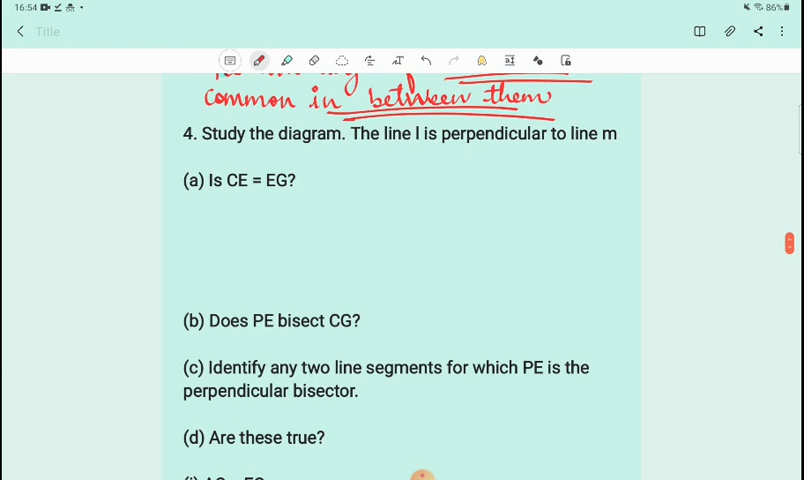 16:54
86%
Title
common in between them
4. Study the diagram. The line l is perpendicular to line m
(a) Is CE = EG?
(b) Does PE bisect CG?
(c) Identify any two line segments for which PE is the
perpendicular bisector.
(d) Are these true?